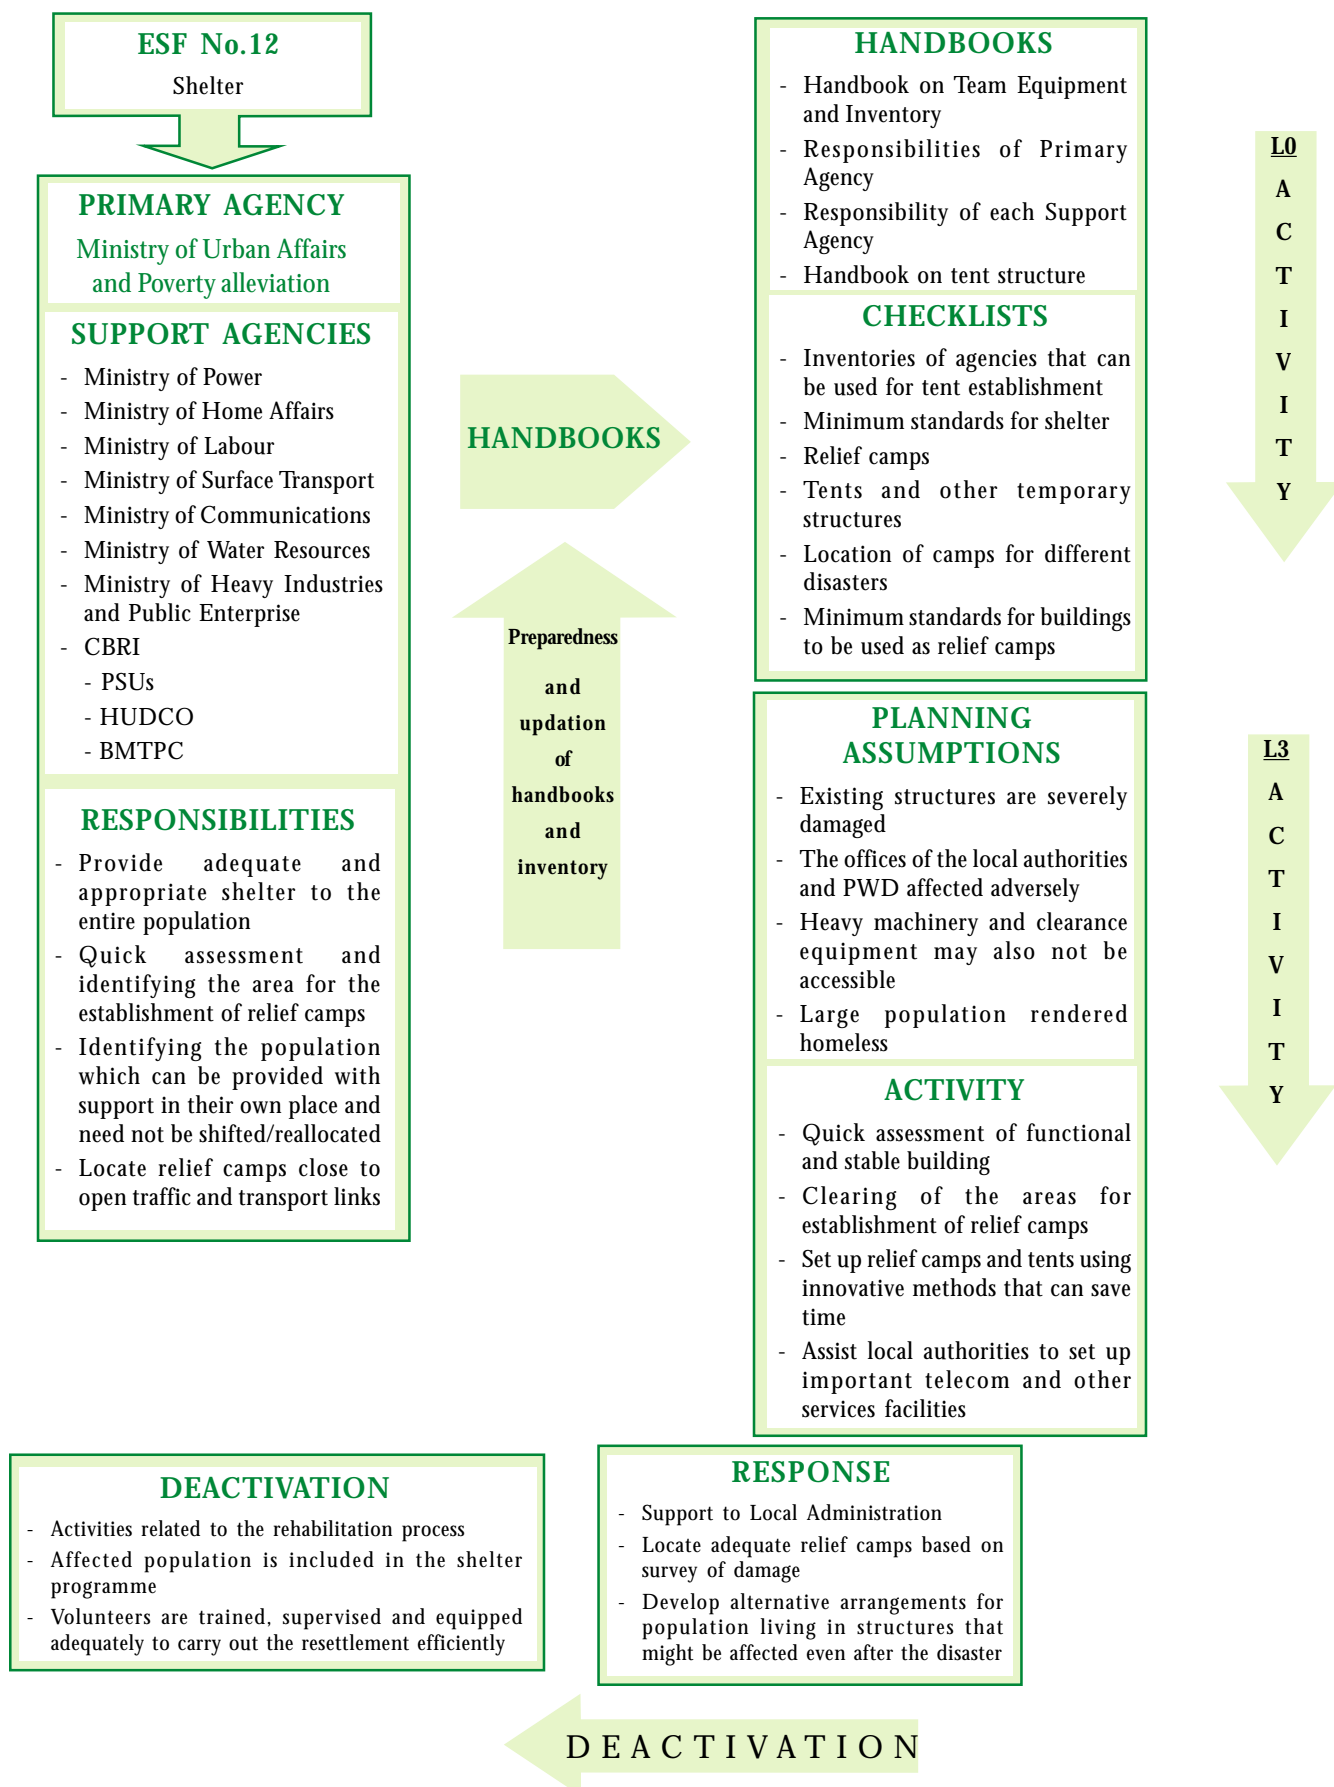 ESF No.12
Shelter
PRIMARY AGENCY
Ministry of Urban Affairs
and Poverty alleviation
SUPPORT AGENCIES
- Ministry of Power
- Ministry of Home Affairs
- Ministry of Labour
- Ministry of Surface Transport
- Ministry of Communications
- Ministry of Water Resources
- Ministry of Heavy Industries
and Public Enterprise
- CBRI
- PSUs
- HUDCO
- BMTPC
RESPONSIBILITIES
- Provide adequate and
appropriate shelter to the
entire population
- Quick assessment and
identifying the area for the
establishment of relief camps
- Identifying the population
which can be provided with
support in their own place and
need not be shifted/reallocated
- Locate relief camps close to
open traffic and transport links
HANDBOOKS
Preparedness
and
updation
of
handbooks
and
inventory
HANDBOOKS
- Handbook on Team Equipment
and Inventory
- Responsibilities of Primary
Agency
- Responsibility of each Support
Agency
- Handbook on tent structure
CHECKLISTS
- Inventories of agencies that can
be used for tent establishment
- Minimum standards for shelter
- Relief camps
- Tents and other temporary
structures
- Location of camps for different
disasters
- Minimum standards for buildings
to be used as relief camps
L0
A
C
T
I
V
I
T
Y
PLANNING
ASSUMPTIONS
- Existing structures are severely
damaged
- The offices of the local authorities
and PWD affected adversely
- Heavy machinery and clearance
equipment may also not be
accessible
- Large population rendered
homeless
ACTIVITY
- Quick assessment of functional
and stable building
- Clearing of the areas for
establishment of relief camps
- Set up relief camps and tents using
innovative methods that can save
time
- Assist local authorities to set up
important telecom and other
services facilities
L3
A
C
T
I
V
I
T
Y
RESPONSE
- Support to Local Administration
- Locate adequate relief camps based on
survey of damage
- Develop alternative arrangements for
population living in structures that
might be affected even after the disaster
DEACTIVATION
- Activities related to the rehabilitation process
- Affected population is included in the shelter
programme
- Volunteers are trained, supervised and equipped
adequately to carry out the resettlement efficiently
DEACTIVATION